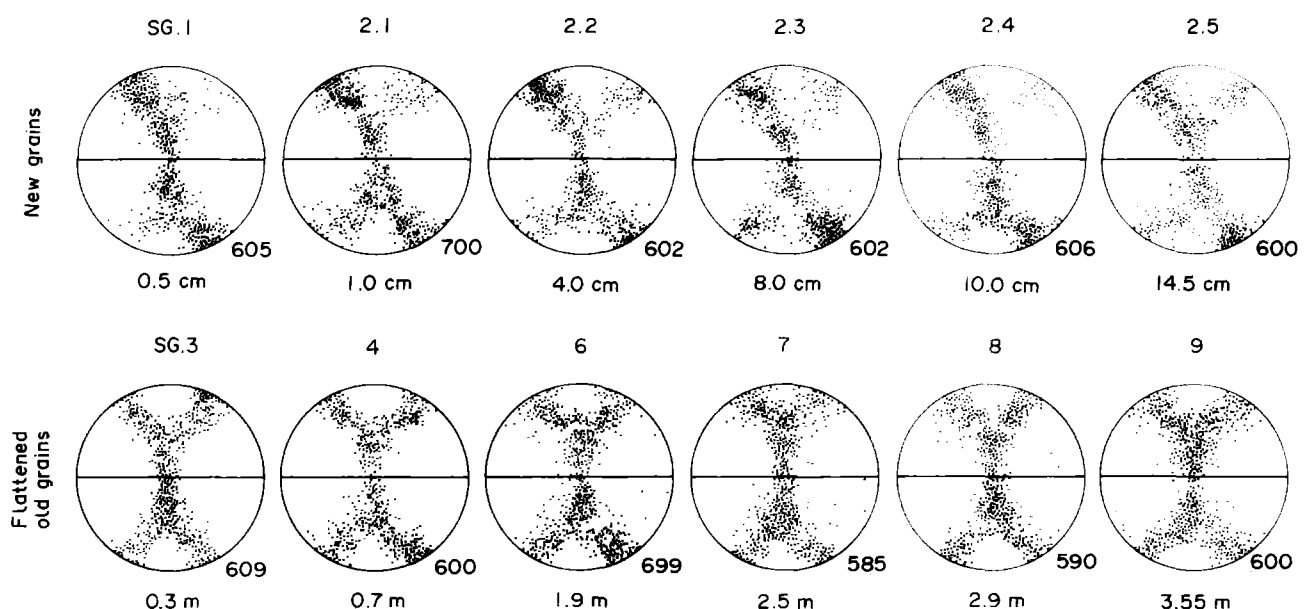 SG.1 2.1 2.2 2.3 2.4 2.5
New grains
605 700 602 602 606 600
0.5 cm 1.0 cm 4.0 cm 8.0 cm 10.0 cm 14.5 cm
SG.3 4 6 7 8 9
Flattened
old grains
609 600 699 585 590 600
0.3 m 0.7 m 1.9 m 2.5 m 2.9 m 3.55 m